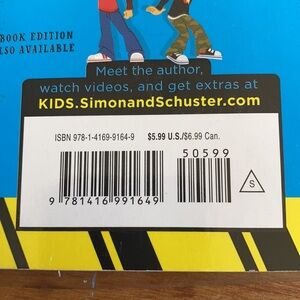 BOOK EDITION
ALSO AVAILABLE
Meet the author,
watch videos, and get extras at
KIDS.SimonandSchuster.com
ISBN 978-1-4169-9164-9 $5.99 U.S./$6.99 Can.
50599
9 781416 991649
S